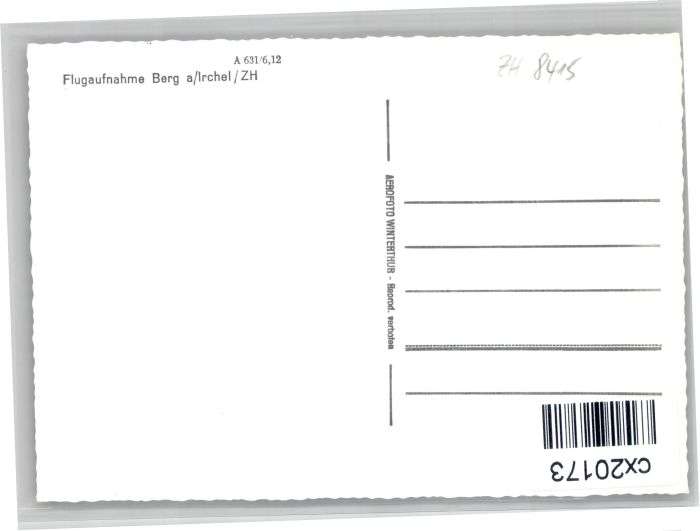 A 631/6,12
Flugaufnahme Berg a/Irchel/ZH
ZH 8415
AEROFOTO WINTERTHUR - Reprod. verboten
cx20173